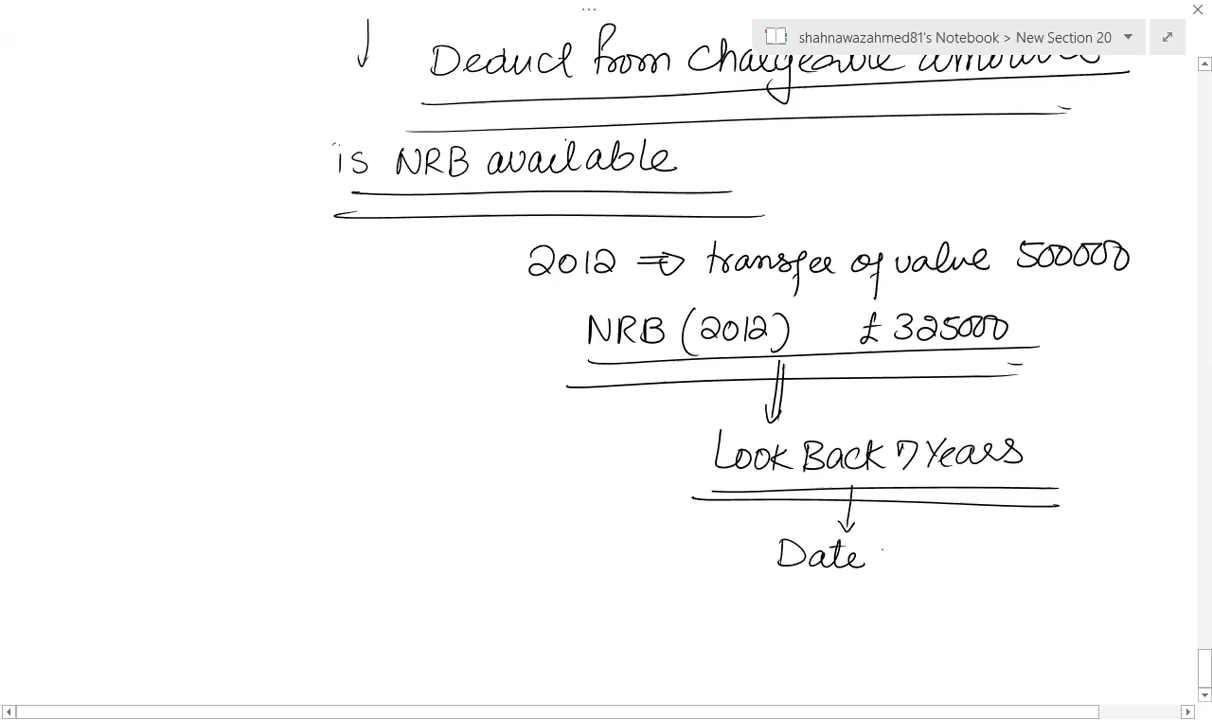 shahnawazahmed81's Notebook > New Section 20
Deduct from Chargeable amount
is NRB available
2012 ⇒ transfer of value 500000
NRB (2012) £325000
Look Back 7 Years
Date